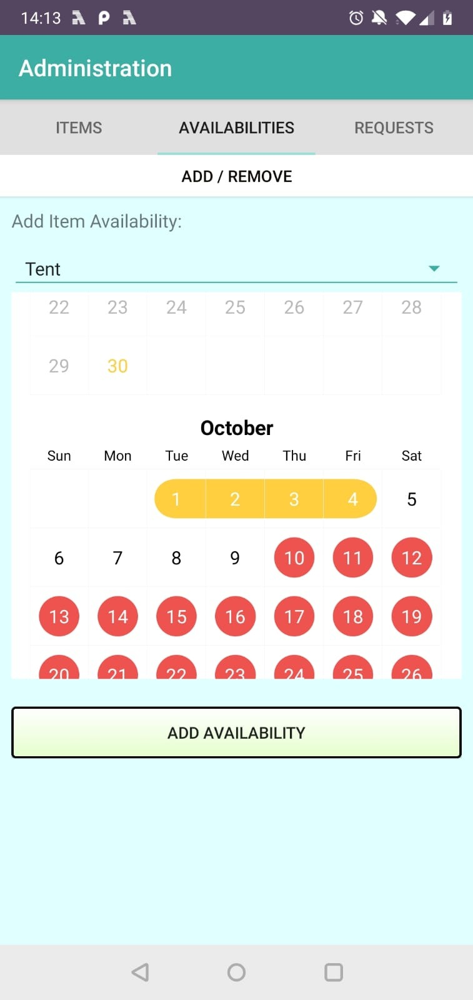 14:13
Administration
ITEMS AVAILABILITIES REQUESTS
ADD / REMOVE
Add Item Availability:
Tent
22 23 24 25 26 27 28
29 30
October
Sun Mon Tue Wed Thu Fri Sat
1 2 3 4 5
6 7 8 9 10 11 12
13 14 15 16 17 18 19
20 21 22 23 24 25 26
ADD AVAILABILITY